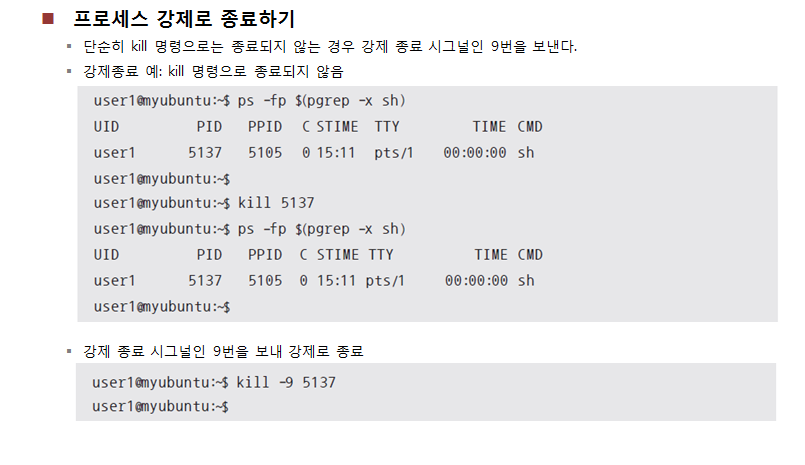 ■ 프로세스 강제로 종료하기
▪ 단순히 kill 명령으로는 종료되지 않는 경우 강제 종료 시그널인 9번을 보낸다.
▪ 강제종료 예: kill 명령으로 종료되지 않음
user1@myubuntu:~$ ps -fp $(pgrep -x sh)
UID PID PPID C STIME TTY TIME CMD
user1 5137 5105 0 15:11 pts/1 00:00:00 sh
user1@myubuntu:~$
user1@myubuntu:~$ kill 5137
user1@myubuntu:~$ ps -fp $(pgrep -x sh)
UID PID PPID C STIME TTY TIME CMD
user1 5137 5105 0 15:11 pts/1 00:00:00 sh
user1@myubuntu:~$
▪ 강제 종료 시그널인 9번을 보내 강제로 종료
user1@myubuntu:~$ kill -9 5137
user1@myubuntu:~$